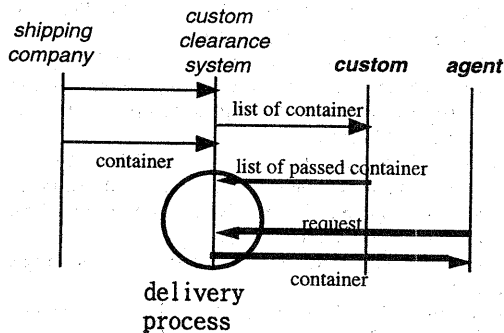 shipping
company
custom
clearance
system
custom
agent
list of container
container
list of passed container
request
container
delivery
process